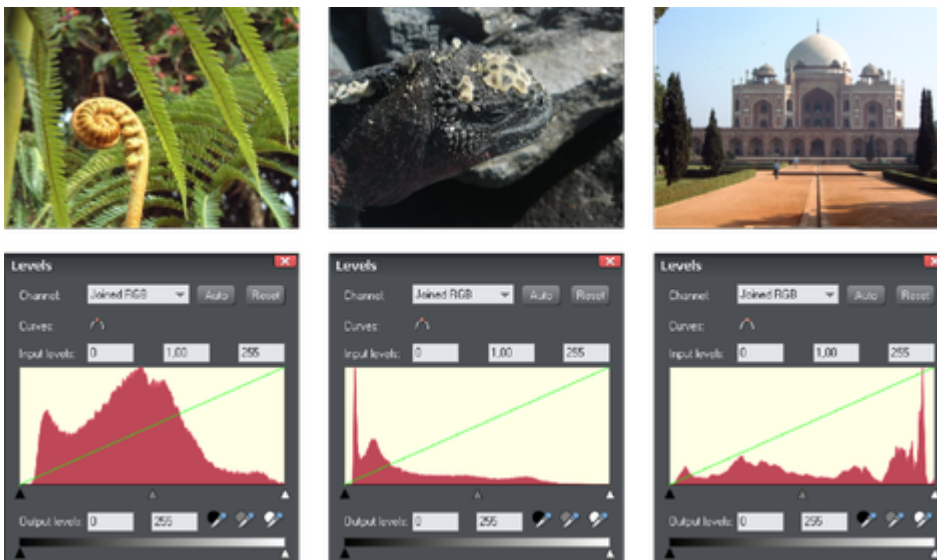 Levels
Channel: Joined RGB Auto Reset
Curves:
Input levels: 0 1,00 255
Output levels: 0 255
Levels
Channel: Joined RGB Auto Reset
Curves:
Input levels: 0 1,00 255
Output levels: 0 255
Levels
Channel: Joined RGB Auto Reset
Curves:
Input levels: 0 1,00 255
Output levels: 0 255